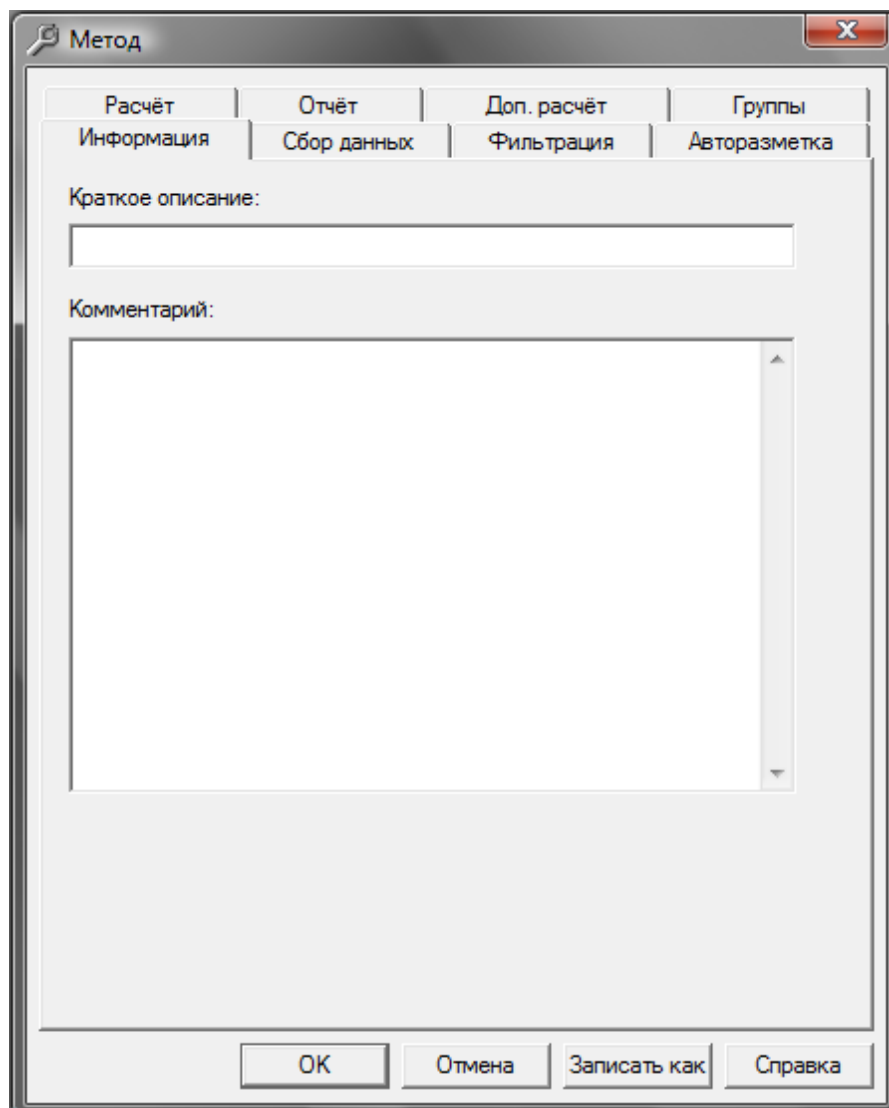 Метод
Расчёт Отчёт Доп. расчёт Группы
Информация Сбор данных Фильтрация Авторазметка
Краткое описание:
Комментарий:
OK Отмена Записать как Справка